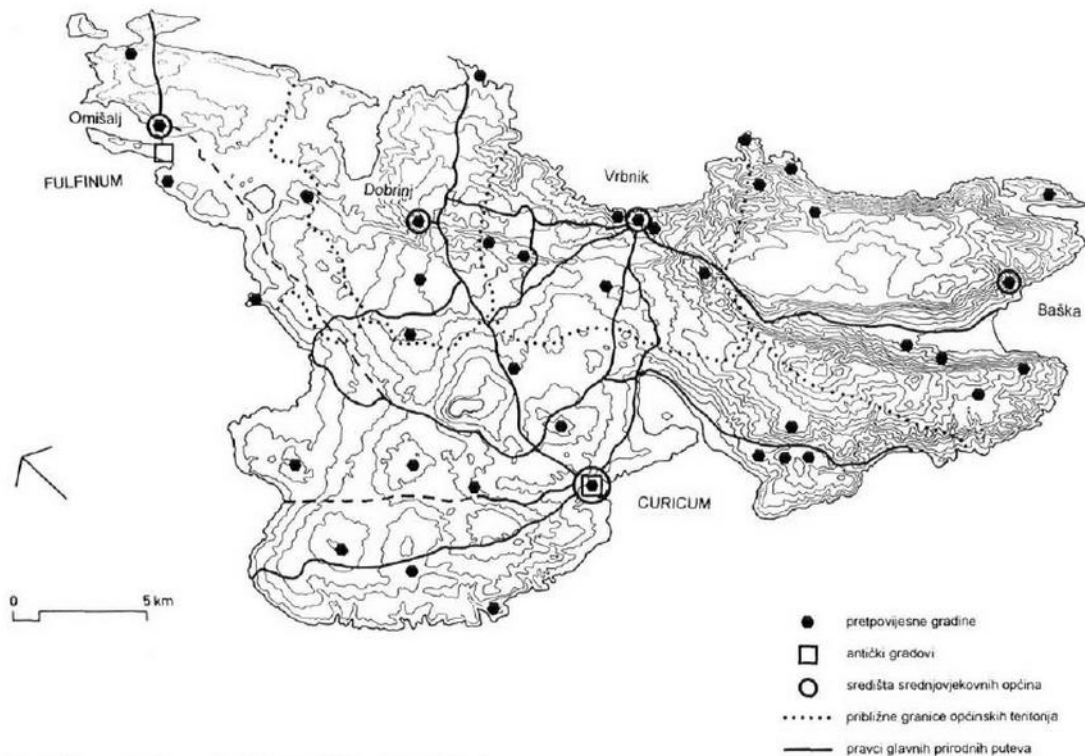 Omišalj
FULFINUM
Dobrinj
Vrbnik
Baška
CURICUM
0 5 km
pretpovijesne gradine
antički gradovi
središta srednjovjekovnih općina
približne granice općinskih teritorija
pravci glavnih prirodnih puteva